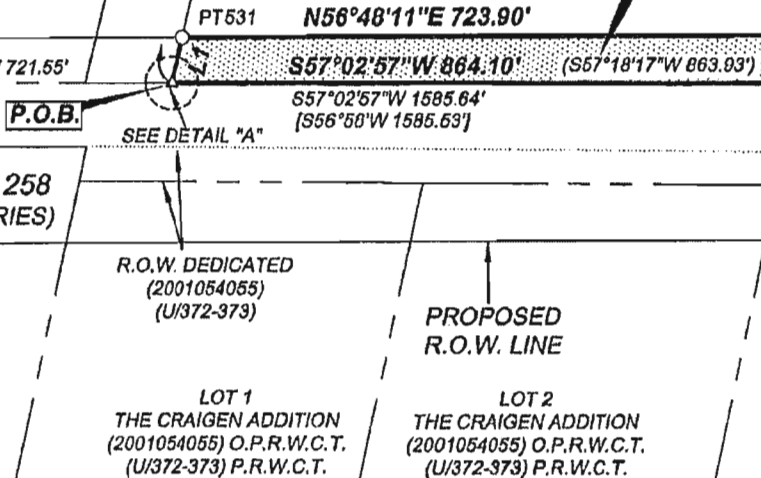 PT531
N56°48'11"E 723.90'
' 721.55'
L1
S57°02'57"W 864.10'
(S57°18'17"W 863.93')
P.O.B.
S57°02'57"W 1585.64'
[S56°58'W 1585.63']
SEE DETAIL "A"
258
RIES)
R.O.W. DEDICATED
(2001054055)
(U/372-373)
PROPOSED
R.O.W. LINE
LOT 1
THE CRAIGEN ADDITION
(2001054055) O.P.R.W.C.T.
(U/372-373) P.R.W.C.T.
LOT 2
THE CRAIGEN ADDITION
(2001054055) O.P.R.W.C.T.
(U/372-373) P.R.W.C.T.